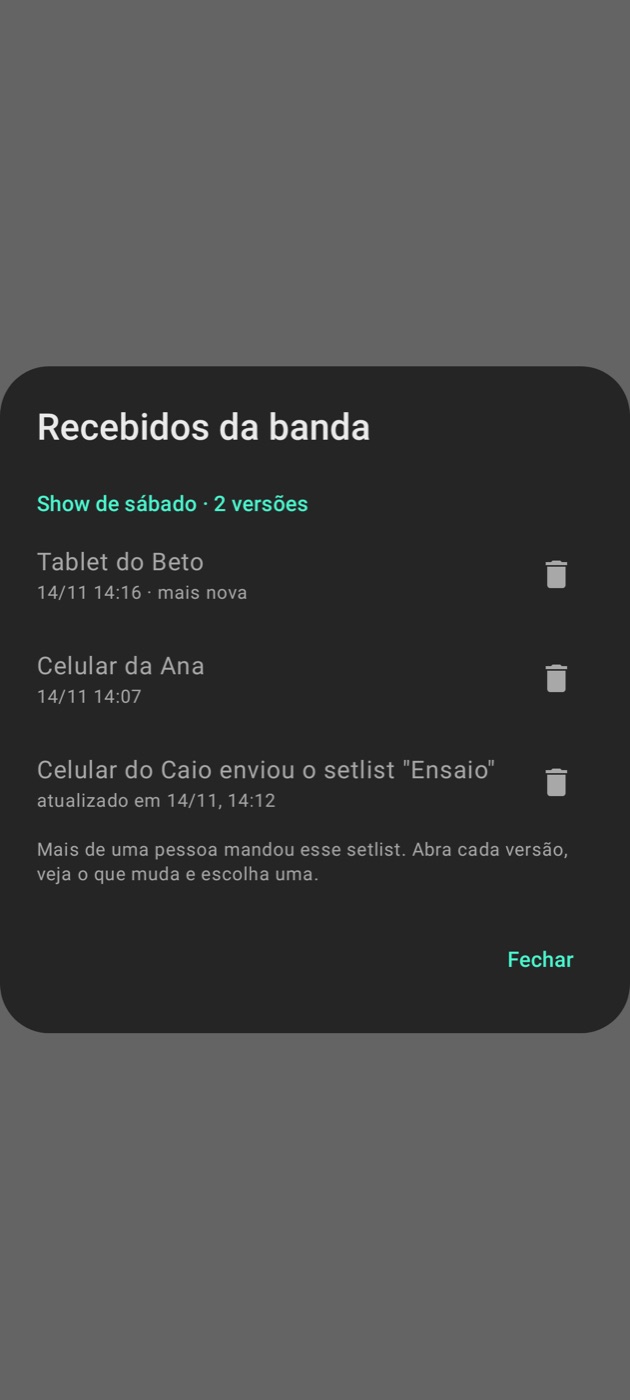 Recebidos da banda
Show de sábado · 2 versões
Tablet do Beto
14/11 14:16 · mais nova
Celular da Ana
14/11 14:07
Celular do Caio enviou o setlist "Ensaio"
atualizado em 14/11, 14:12
Mais de uma pessoa mandou esse setlist. Abra cada versão,
veja o que muda e escolha uma.
Fechar